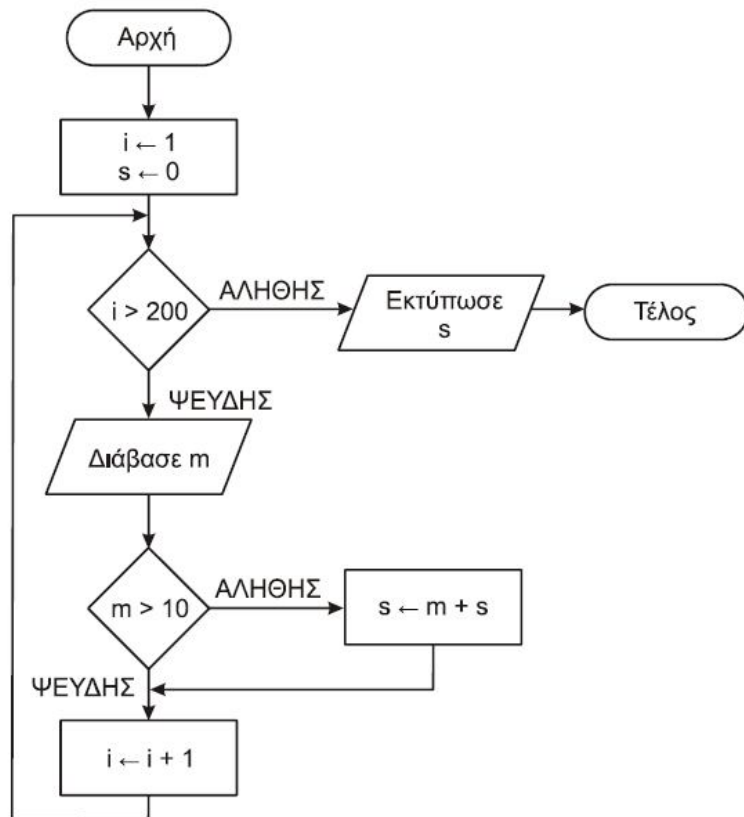 Αρχή
i ← 1
s ← 0
i > 200
ΑΛΗΘΗΣ
Εκτύπωσε
s
Τέλος
ΨΕΥΔΗΣ
Διάβασε m
m > 10
ΑΛΗΘΗΣ
s ← m + s
ΨΕΥΔΗΣ
i ← i + 1